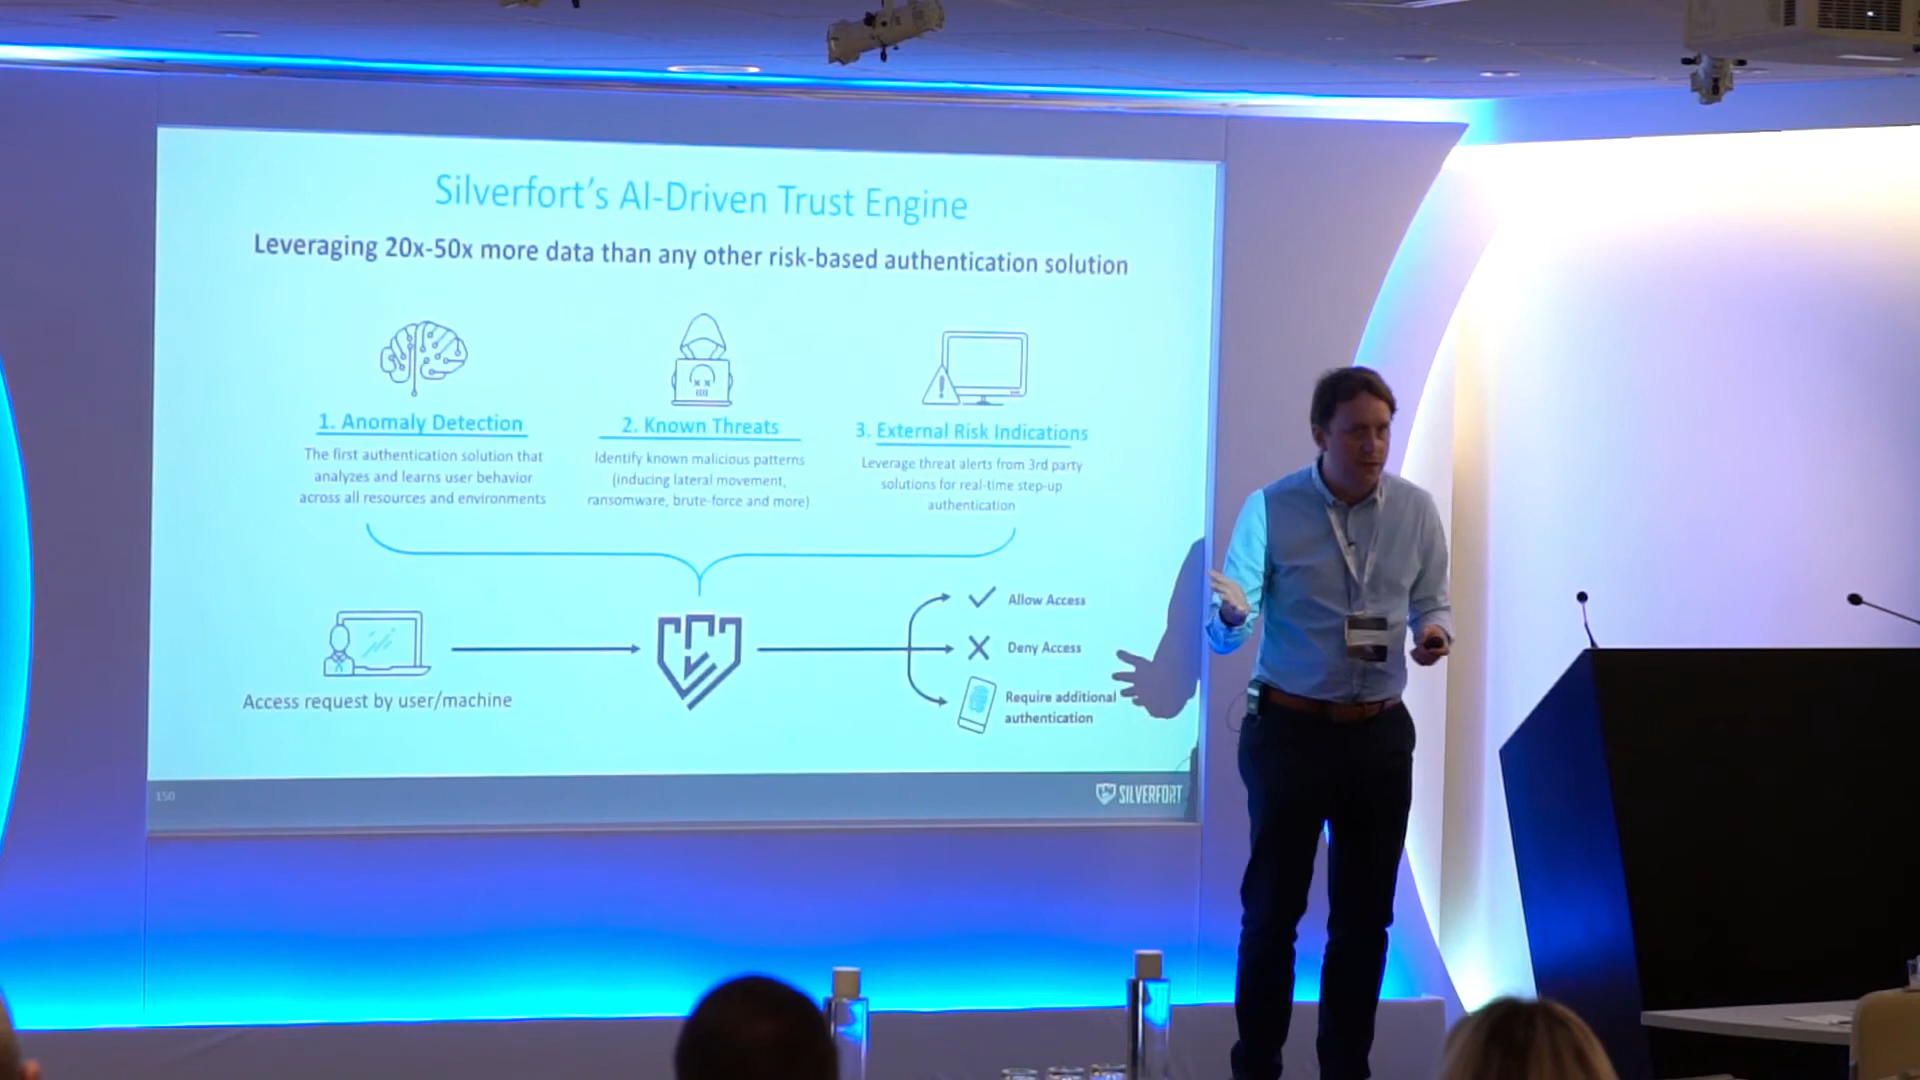 Silverfort's AI-Driven Trust Engine
Leveraging 20x-50x more data than any other risk-based authentication solution
1. Anomaly Detection
The first authentication solution that
analyzes and learns user behavior
across all resources and environments
2. Known Threats
Identify known malicious patterns
(inducing lateral movement,
ransomware, brute-force and more)
3. External Risk Indications
Leverage threat alerts from 3rd party
solutions for real-time step-up
authentication
Access request by user/machine
Allow Access
Deny Access
Require additional
authentication
150
SILVERFORT